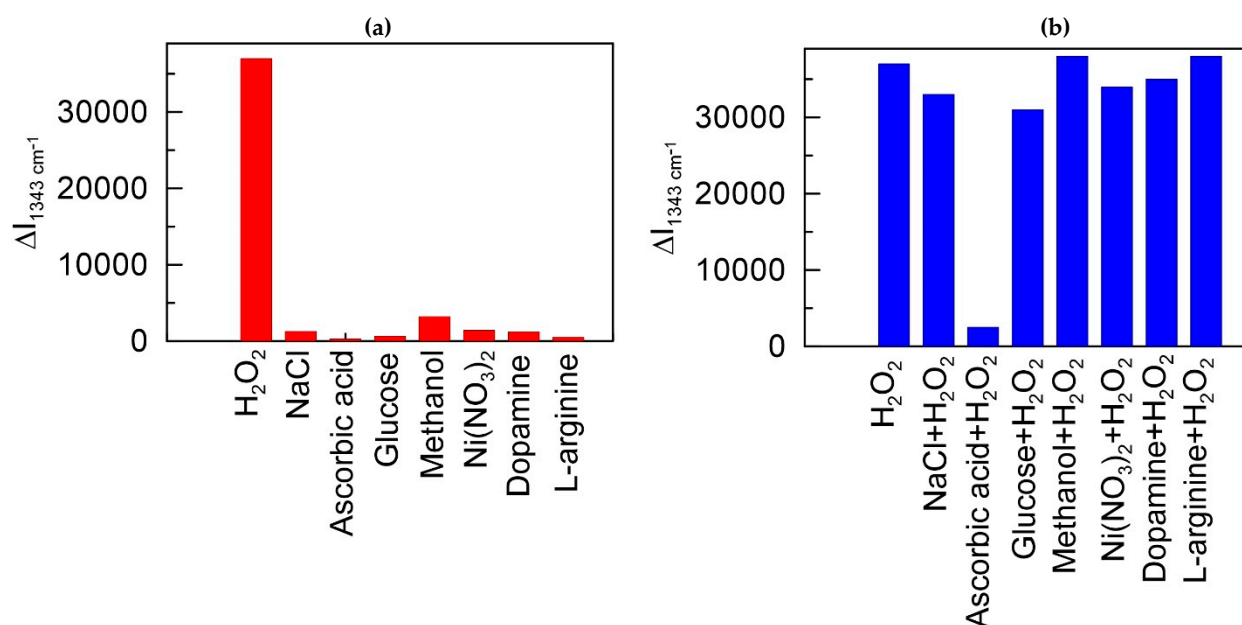 (a)
ΔI1343 cm-1
30000
20000
10000
0
H2O2
NaCl
Ascorbic acid
Glucose
Methanol
Ni(NO3)2
Dopamine
L-arginine
(b)
ΔI1343 cm-1
30000
20000
10000
0
H2O2
NaCl+H2O2
Ascorbic acid+H2O2
Glucose+H2O2
Methanol+H2O2
Ni(NO3)2+H2O2
Dopamine+H2O2
L-arginine+H2O2